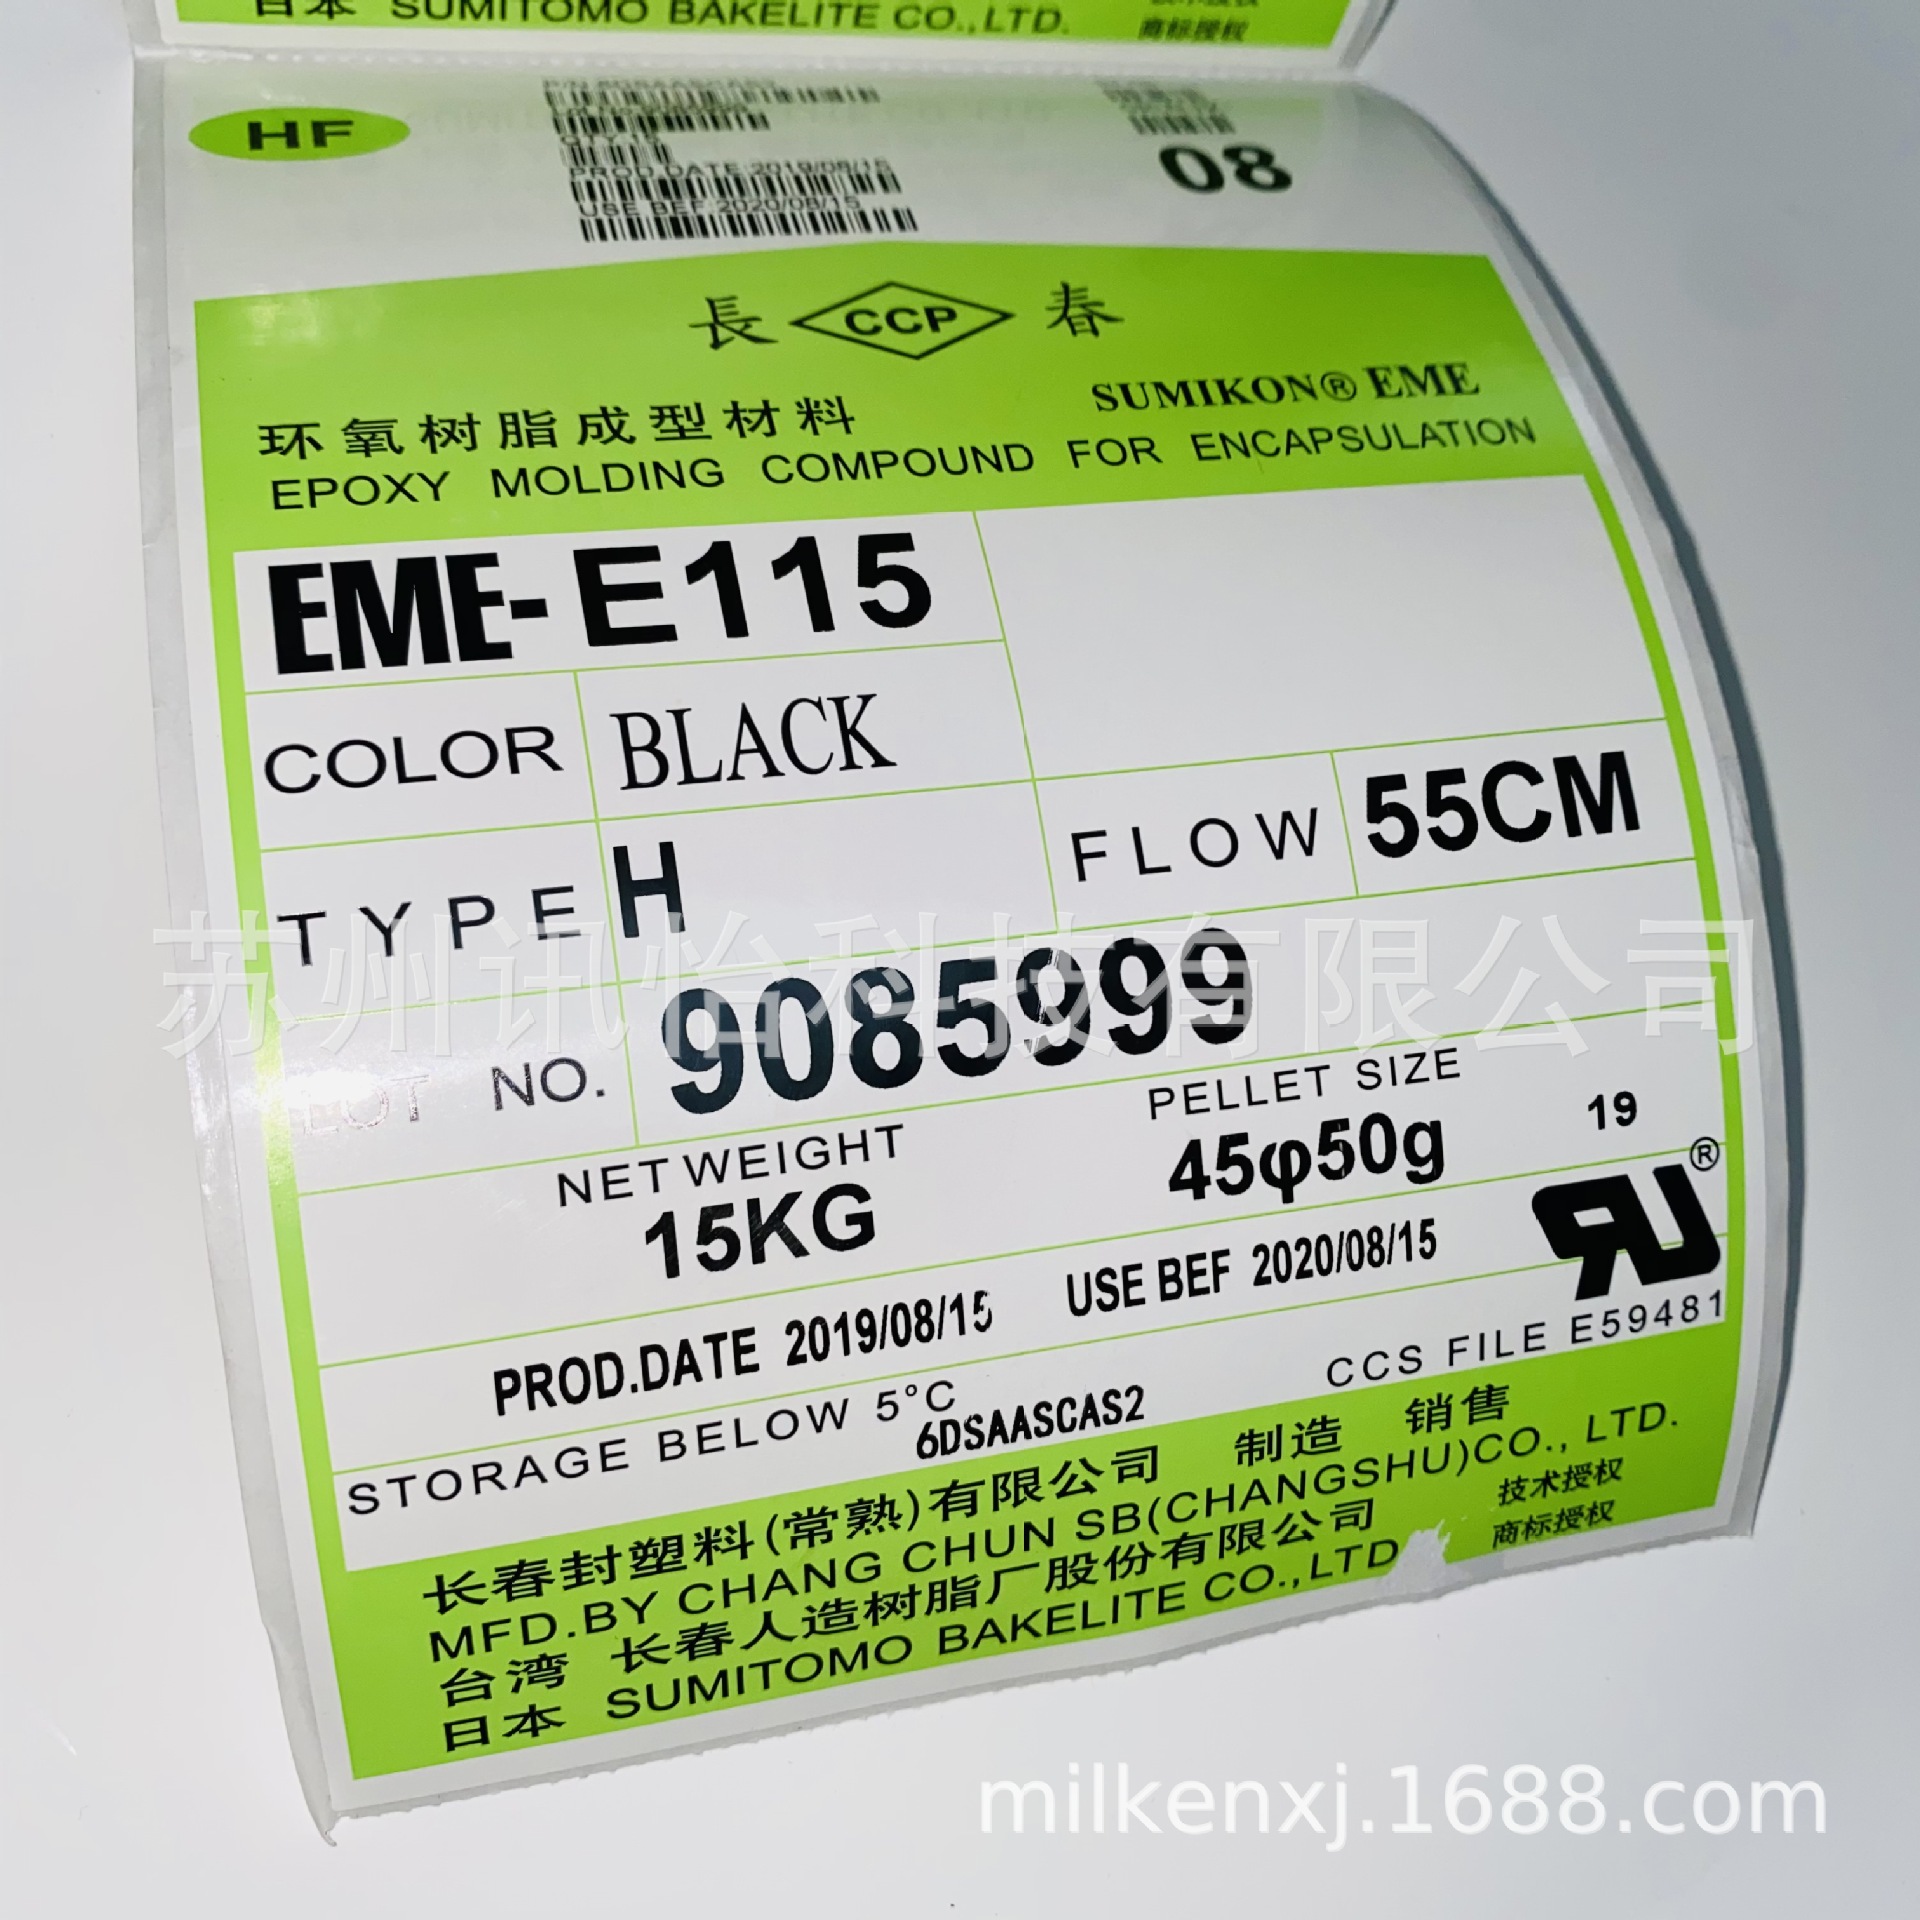 日本 SUMITOMO BAKELITE CO.,LTD.
商标授权
HF
QTY:15
PROD.DATE:2019/08/15
USE BEF:2020/08/15
08
長 CCP 春
环氧树脂成型材料
SUMIKON® EME
EPOXY MOLDING COMPOUND FOR ENCAPSULATION
EME-E115
COLOR BLACK
TYPE H
FLOW 55CM
苏州讯怡科技有限公司
LOT NO. 9085999
NET WEIGHT
15KG
PELLET SIZE
45φ50g
19
RU®
PROD.DATE 2019/08/15 USE BEF 2020/08/15
STORAGE BELOW 5°C
6DSAASCAS2
CCS FILE E59481
长春封塑料(常熟)有限公司 制造 销售
MFD.BY CHANG CHUN SB(CHANGSHU)CO., LTD.
台湾 长春人造树脂厂股份有限公司 技术授权
日本 SUMITOMO BAKELITE CO.,LTD 商标授权
milkenxj.1688.com